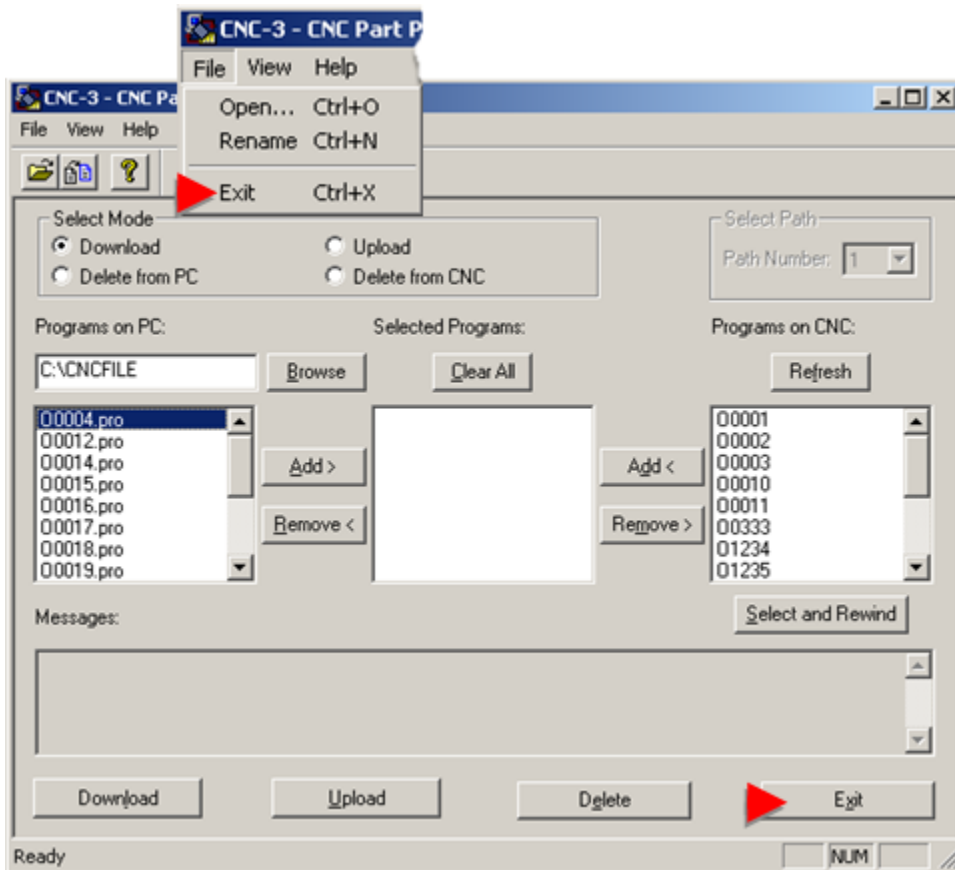 CNC-3 - CNC Part P
File View Help
Open... Ctrl+O
Rename Ctrl+N
Exit Ctrl+X
CNC-3 - CNC Pa
File View Help
Select Mode
Download
Upload
Delete from PC
Delete from CNC
Select Path
Path Number: 1
Programs on PC:
Selected Programs:
Programs on CNC:
C:\CNCFILE
Browse
Clear All
Refresh
O0004.pro
O0012.pro
O0014.pro
O0015.pro
O0016.pro
O0017.pro
O0018.pro
O0019.pro
Add >
Remove <
Add <
Remove >
O0001
O0002
O0003
O0010
O0011
O0333
O1234
O1235
Select and Rewind
Messages:
Download
Upload
Delete
Exit
Ready
NUM